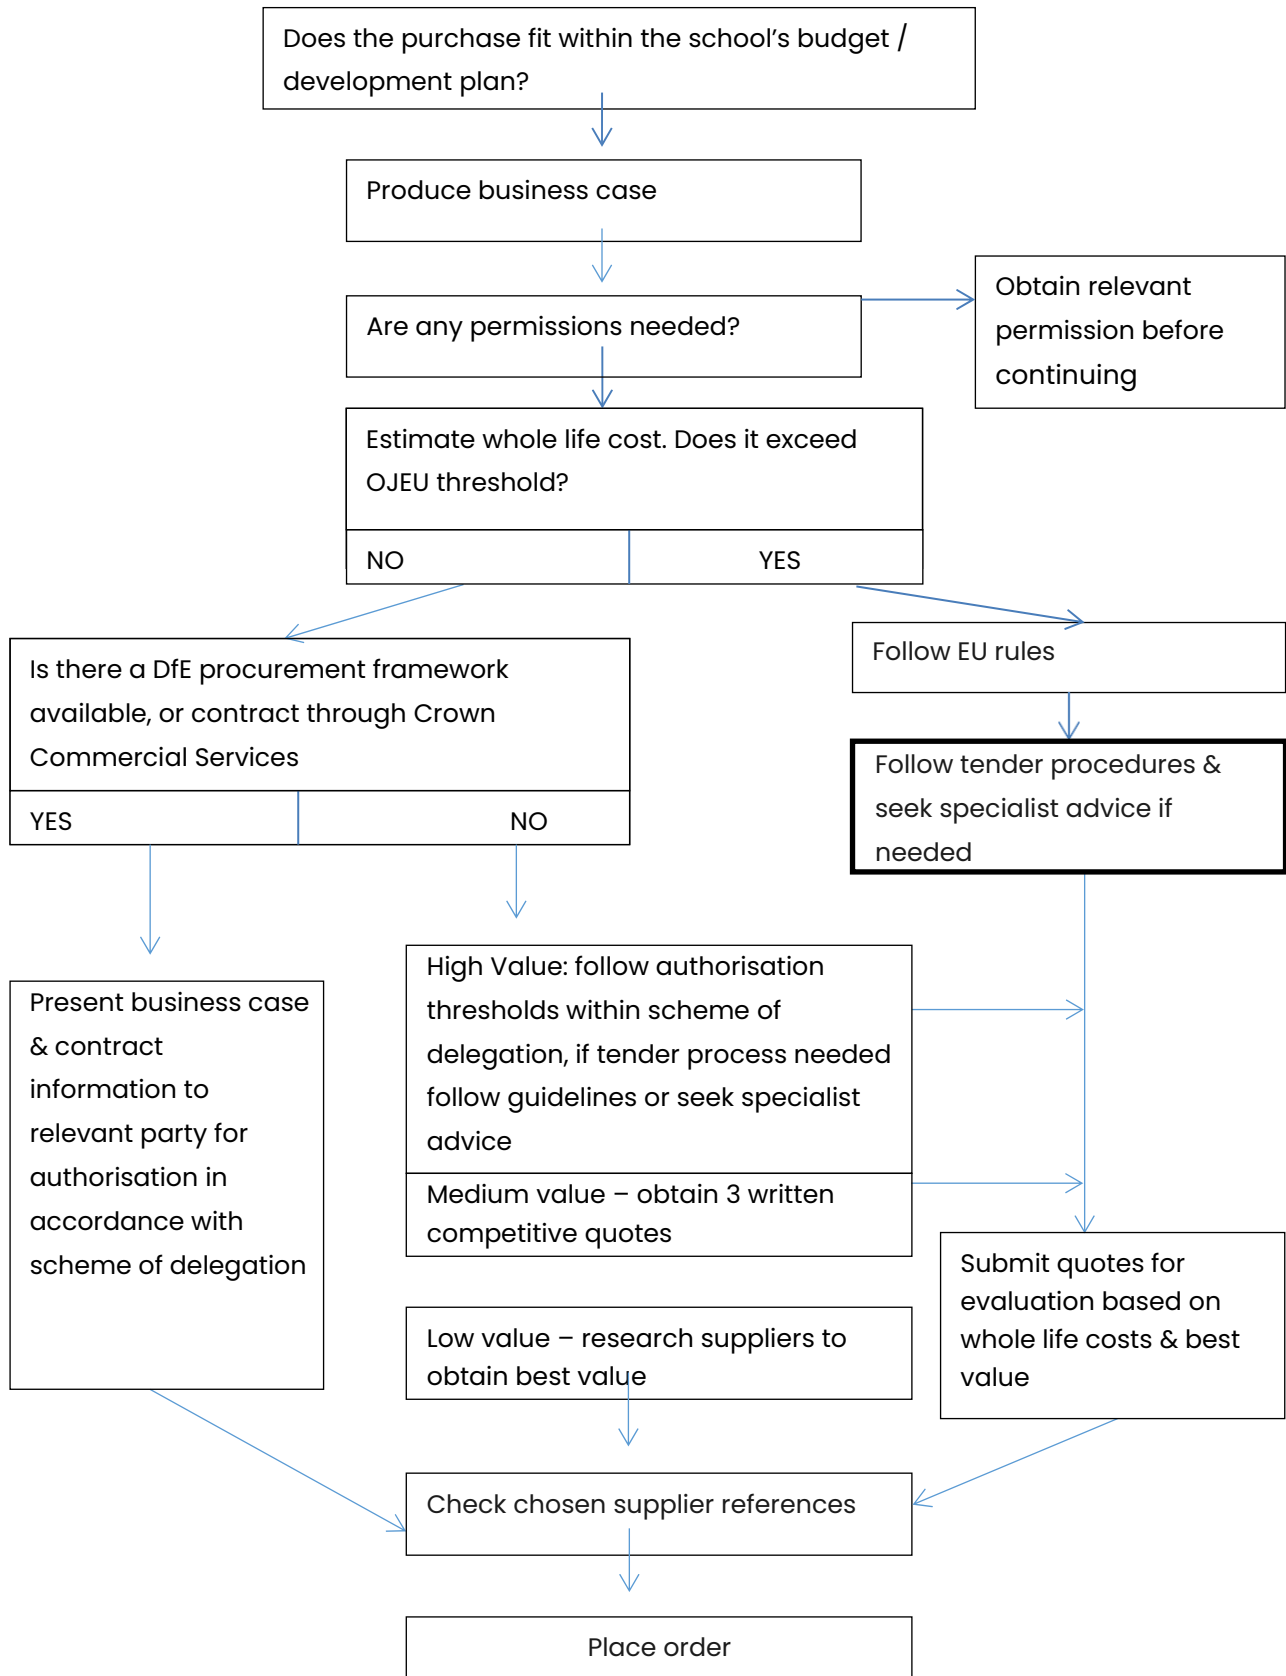 Does the purchase fit within the school’s budget /
development plan?
Produce business case
Are any permissions needed?
Obtain relevant
permission before
continuing
Estimate whole life cost. Does it exceed
OJEU threshold?
NO
YES
Is there a DfE procurement framework
available, or contract through Crown
Commercial Services
YES
NO
Follow EU rules
Follow tender procedures &
seek specialist advice if
needed
Present business case
& contract
information to
relevant party for
authorisation in
accordance with
scheme of delegation
High Value: follow authorisation
thresholds within scheme of
delegation, if tender process needed
follow guidelines or seek specialist
advice
Medium value – obtain 3 written
competitive quotes
Low value – research suppliers to
obtain best value
Submit quotes for
evaluation based on
whole life costs & best
value
Check chosen supplier references
Place order